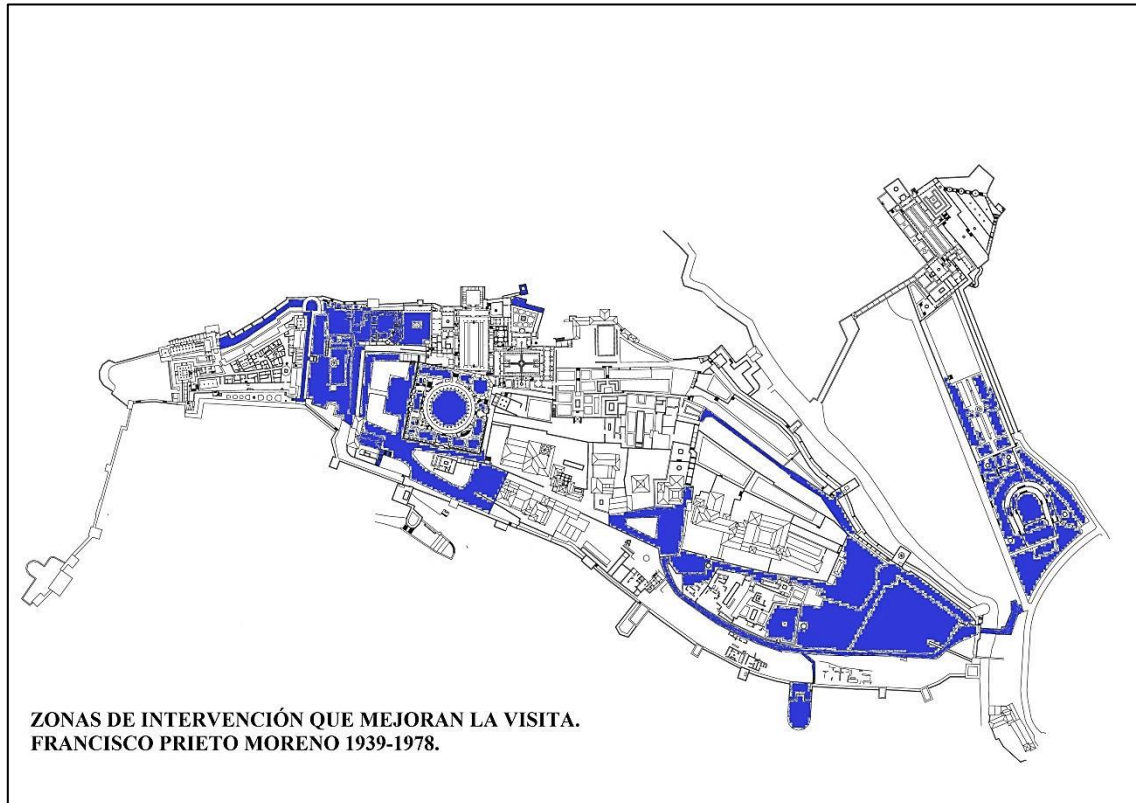 ZONAS DE INTERVENCIÓN QUE MEJORAN LA VISITA.
FRANCISCO PRIETO MORENO 1939-1978.